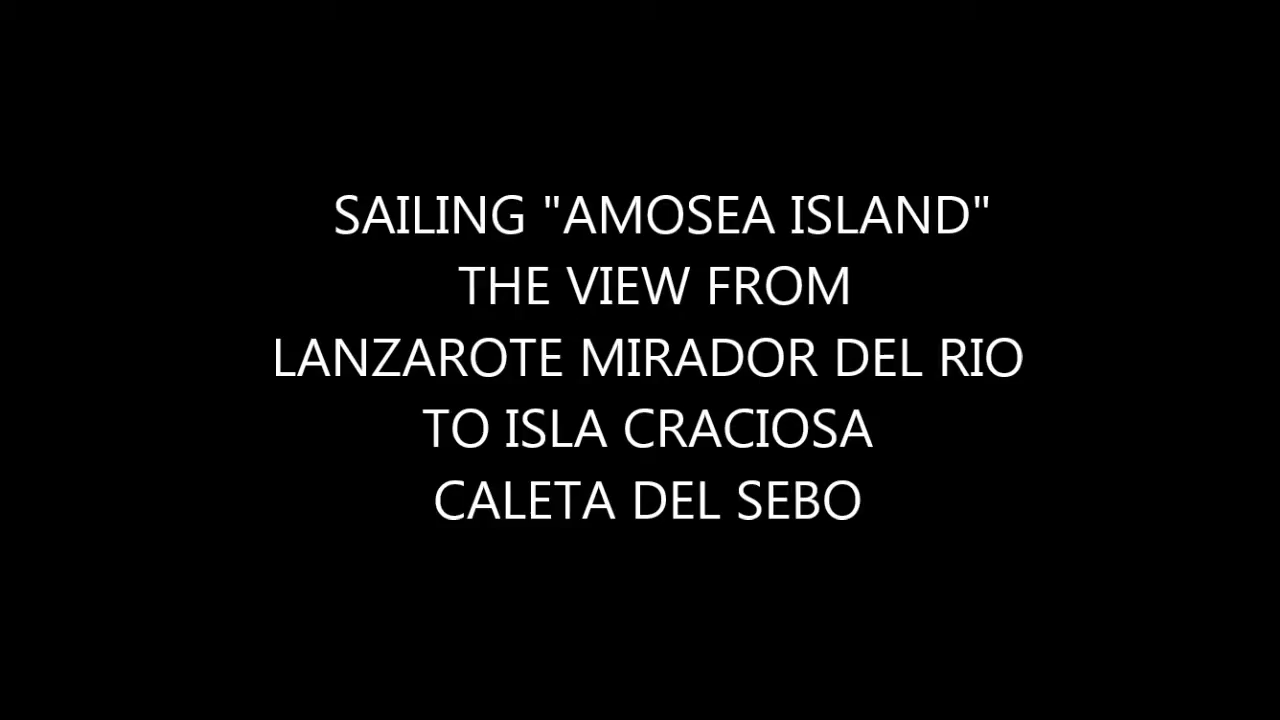 SAILING "AMOSEA ISLAND"
THE VIEW FROM
LANZAROTE MIRADOR DEL RIO
TO ISLA CRACIOSA
CALETA DEL SEBO